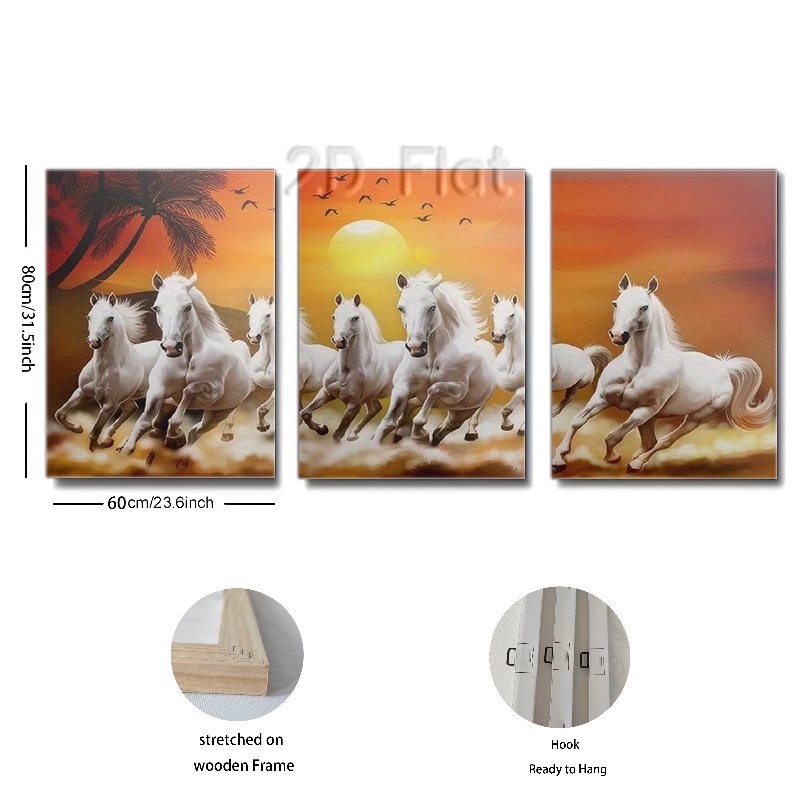 2D Flat
80cm/31.5inch
60cm/23.6inch
stretched on
wooden Frame
Hook
Ready to Hang